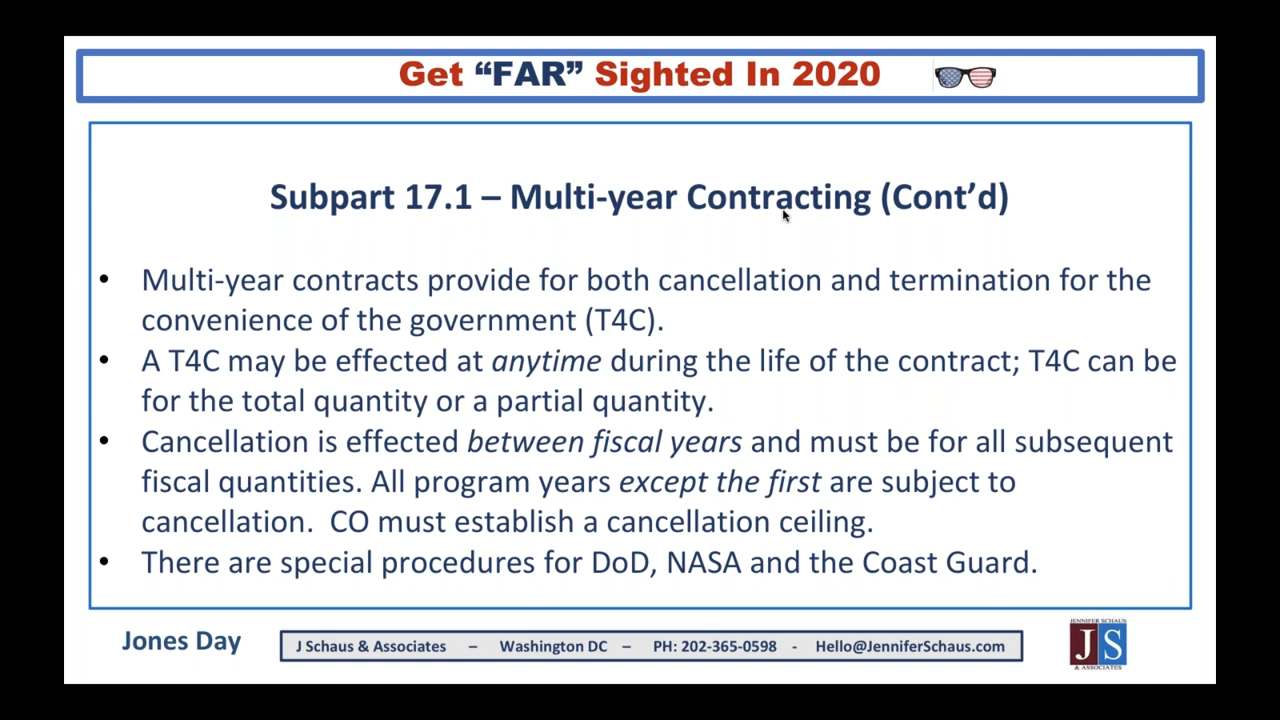 Get “FAR” Sighted In 2020
Subpart 17.1 – Multi-year Contracting (Cont’d)
• Multi-year contracts provide for both cancellation and termination for the
convenience of the government (T4C).
• A T4C may be effected at anytime during the life of the contract; T4C can be
for the total quantity or a partial quantity.
• Cancellation is effected between fiscal years and must be for all subsequent
fiscal quantities. All program years except the first are subject to
cancellation.  CO must establish a cancellation ceiling.
• There are special procedures for DoD, NASA and the Coast Guard.
Jones Day
J Schaus & Associates – Washington DC – PH: 202-365-0598 - Hello@JenniferSchaus.com
JENNIFER SCHAUS
JS
& ASSOCIATES